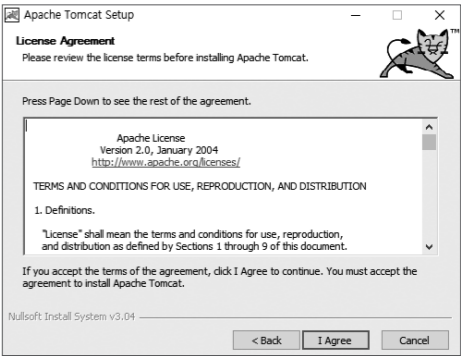 Apache Tomcat Setup
License Agreement
Please review the license terms before installing Apache Tomcat.
TM
Press Page Down to see the rest of the agreement.
Apache License
Version 2.0, January 2004
http://www.apache.org/licenses/
TERMS AND CONDITIONS FOR USE, REPRODUCTION, AND DISTRIBUTION
1. Definitions.
"License" shall mean the terms and conditions for use, reproduction,
and distribution as defined by Sections 1 through 9 of this document.
If you accept the terms of the agreement, click I Agree to continue. You must accept the
agreement to install Apache Tomcat.
Nullsoft Install System v3.04
< Back I Agree Cancel